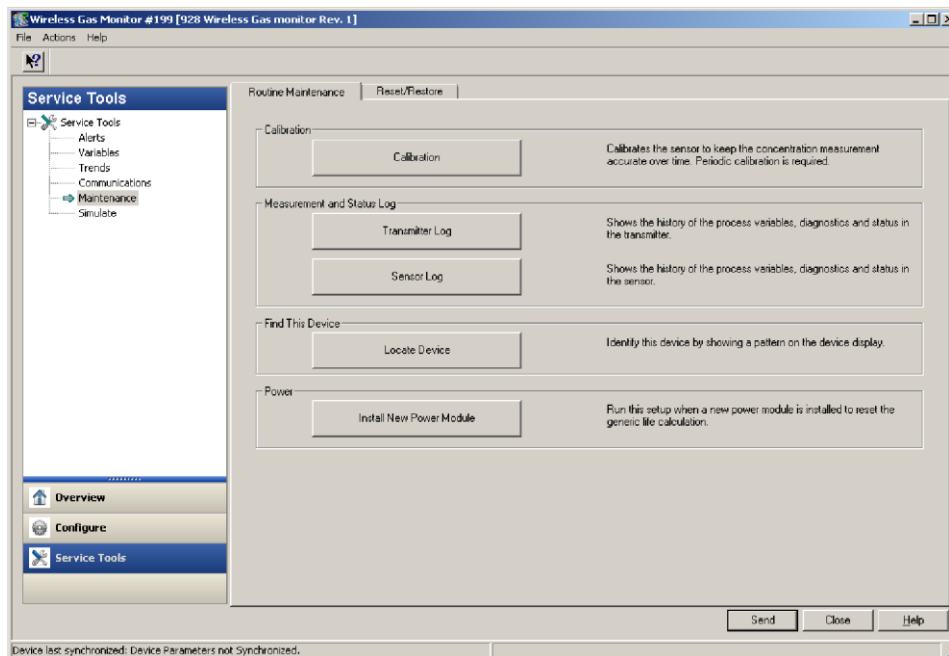 Wireless Gas Monitor #199 [928 Wireless Gas monitor Rev. 1]
File Actions Help
Service Tools
Service Tools
Alerts
Variables
Trends
Communications
Maintenance
Simulate
Overview
Configure
Service Tools
Routine Maintenance
Reset/Restore
Calibration
Calibration
Calibrates the sensor to keep the concentration measurement
accurate over time. Periodic calibration is required.
Measurement and Status Log
Transmitter Log
Shows the history of the process variables, diagnostics and status in
the transmitter.
Sensor Log
Shows the history of the process variables, diagnostics and status in
the sensor.
Find This Device
Locate Device
Identify this device by showing a pattern on the device display.
Power
Install New Power Module
Run this setup when a new power module is installed to reset the
generic life calculation.
Send
Close
Help
Device last synchronized: Device Parameters not Synchronized.